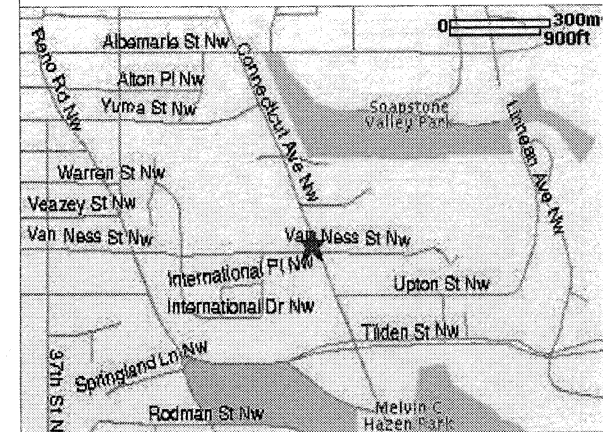 0 300m
900ft
Albemarle St Nw
Reno Rd Nw
Connecticut Ave Nw
Alton Pl Nw
Yuma St Nw
Soapstone
Valley Park
Linnean Ave Nw
Warren St Nw
Veazey St Nw
Van Ness St Nw
Van Ness St Nw
International Pl Nw
Upton St Nw
International Dr Nw
Tilden St Nw
Springland Ln Nw
37th St N
Rodman St Nw
Melvin C
Hazen Park